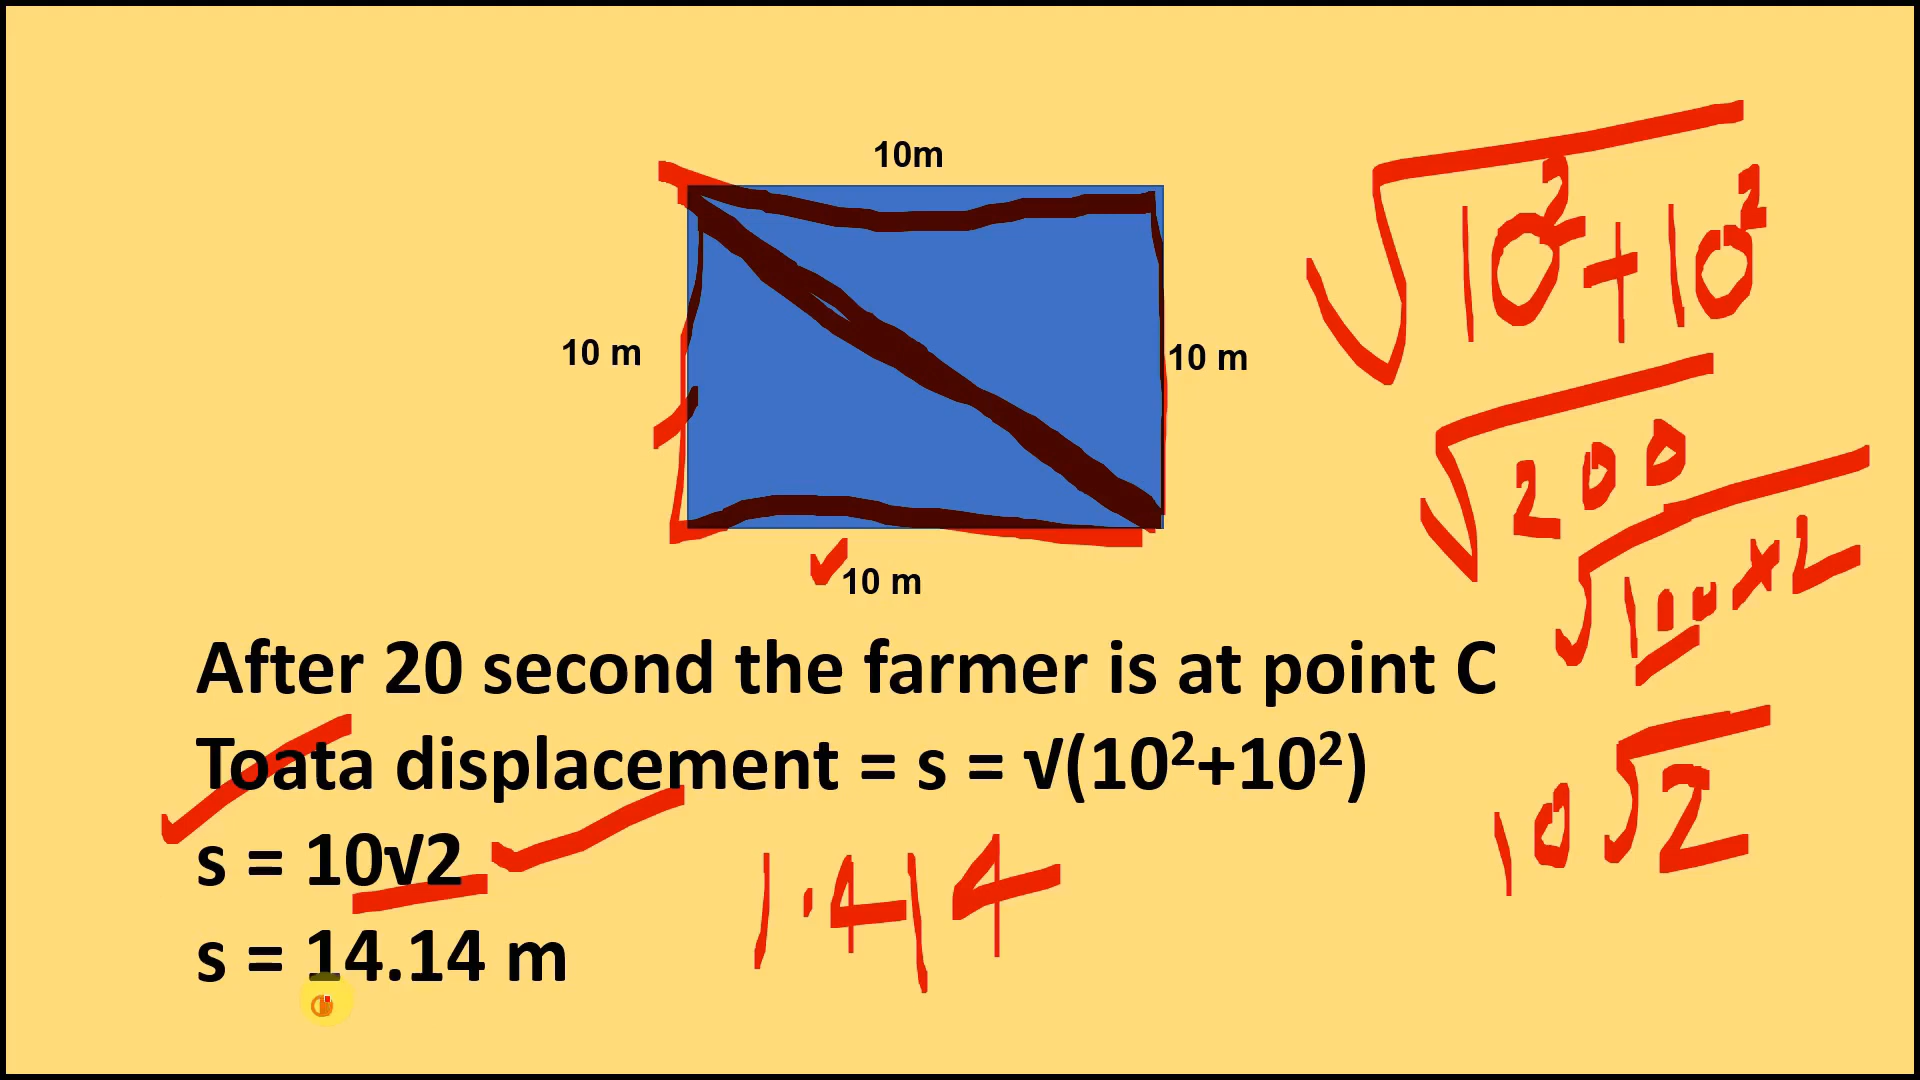 10m
10 m
10 m
10 m
√10²+10²
√200
√100×2
10√2
After 20 second the farmer is at point C
Toata displacement = s = √(10²+10²)
s = 10√2
1.414
s = 14.14 m